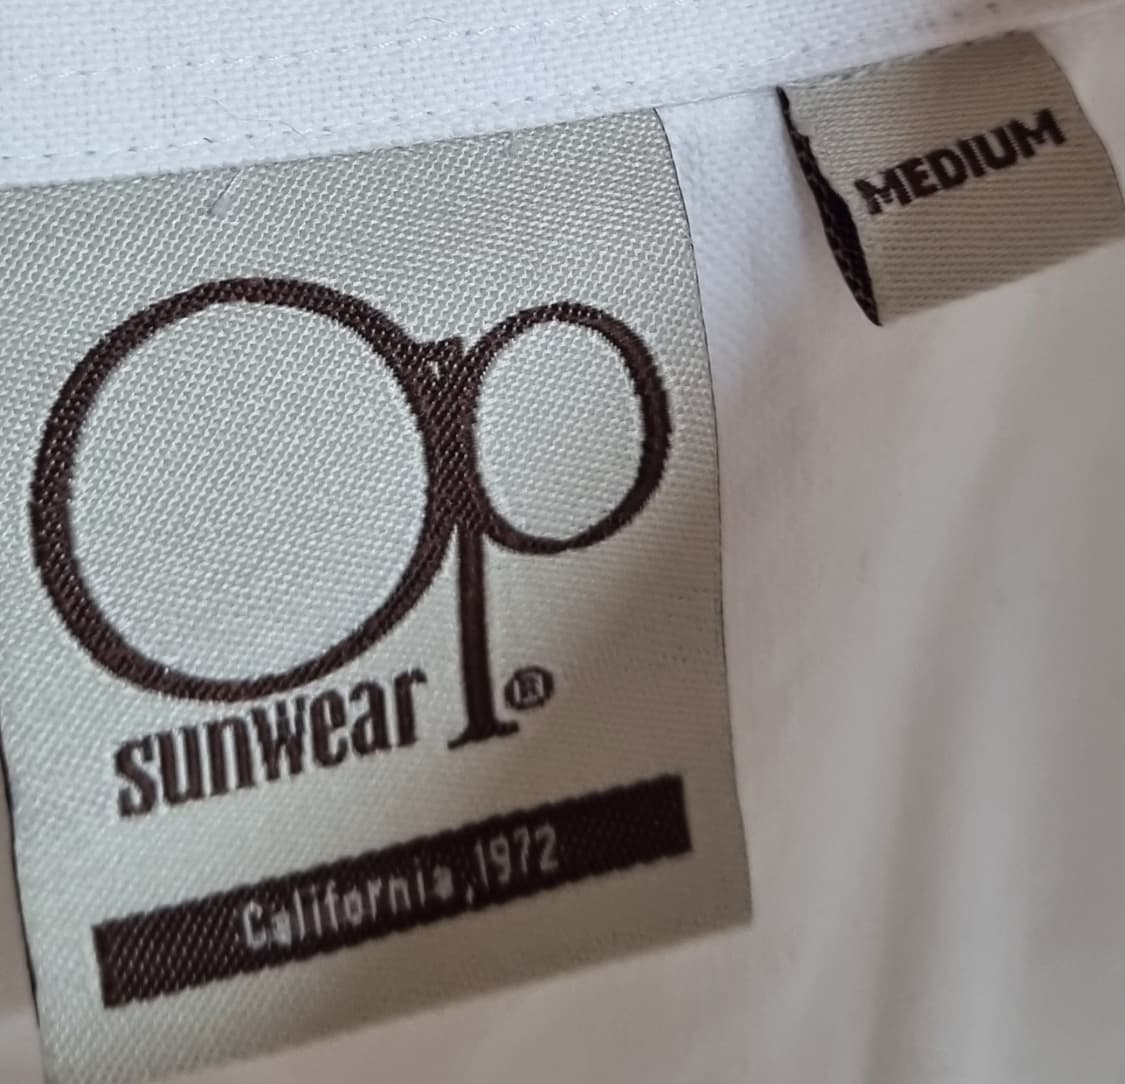 Op
sunwear ®
California, 1972
MEDIUM